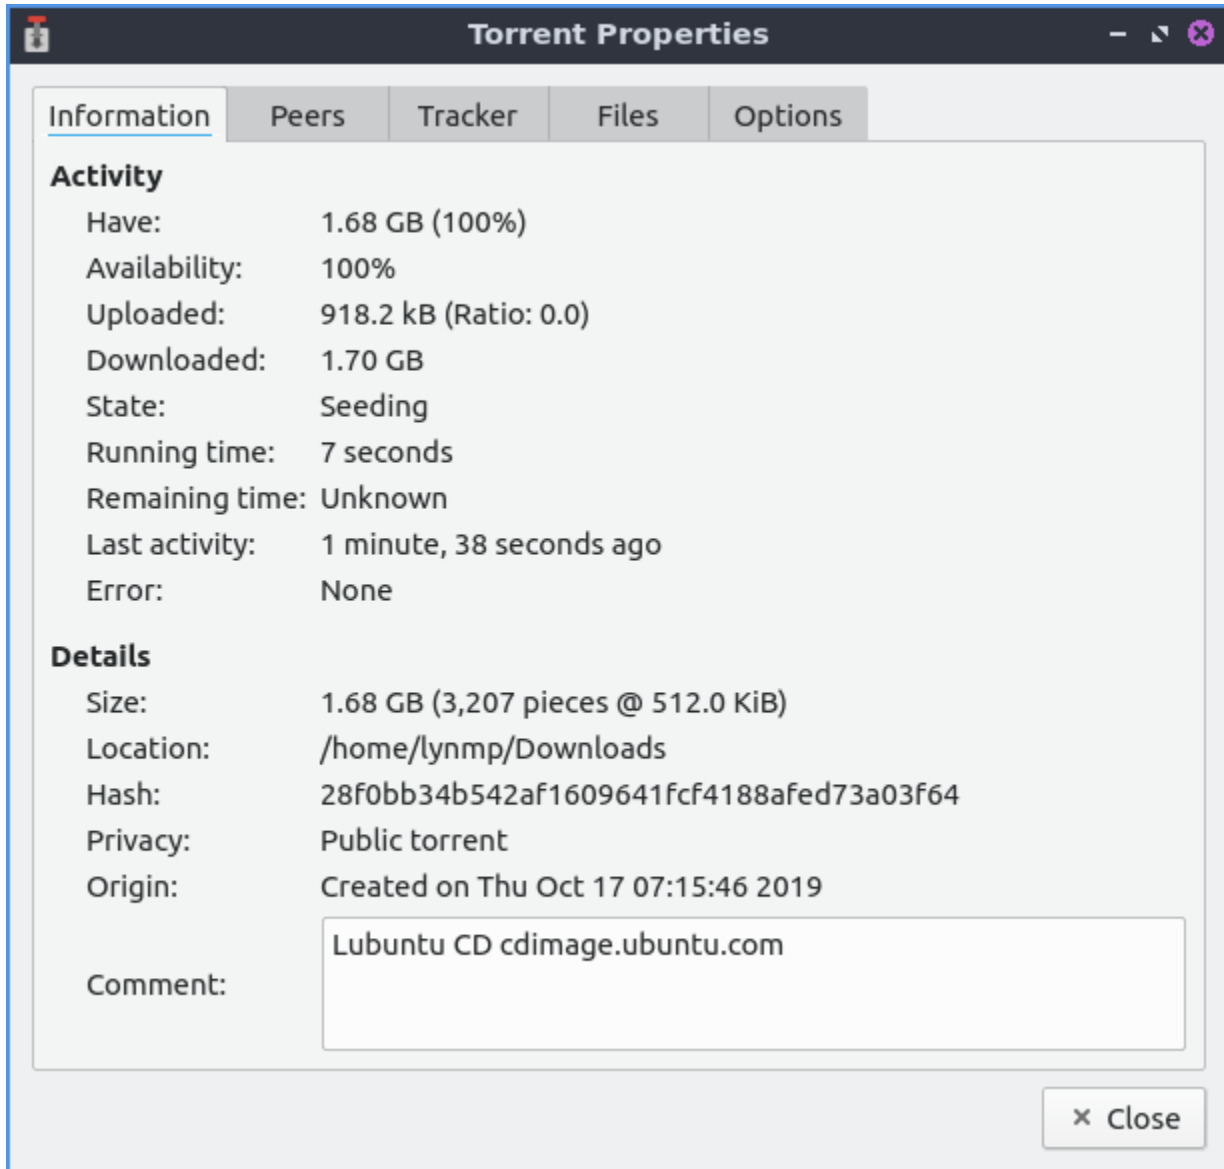 Torrent Properties
Information Peers Tracker Files Options
Activity
Have: 1.68 GB (100%)
Availability: 100%
Uploaded: 918.2 kB (Ratio: 0.0)
Downloaded: 1.70 GB
State: Seeding
Running time: 7 seconds
Remaining time: Unknown
Last activity: 1 minute, 38 seconds ago
Error: None
Details
Size: 1.68 GB (3,207 pieces @ 512.0 KiB)
Location: /home/lynmp/Downloads
Hash: 28f0bb34b542af1609641fcf4188afed73a03f64
Privacy: Public torrent
Origin: Created on Thu Oct 17 07:15:46 2019
Comment: Lubuntu CD cdimage.ubuntu.com
Close